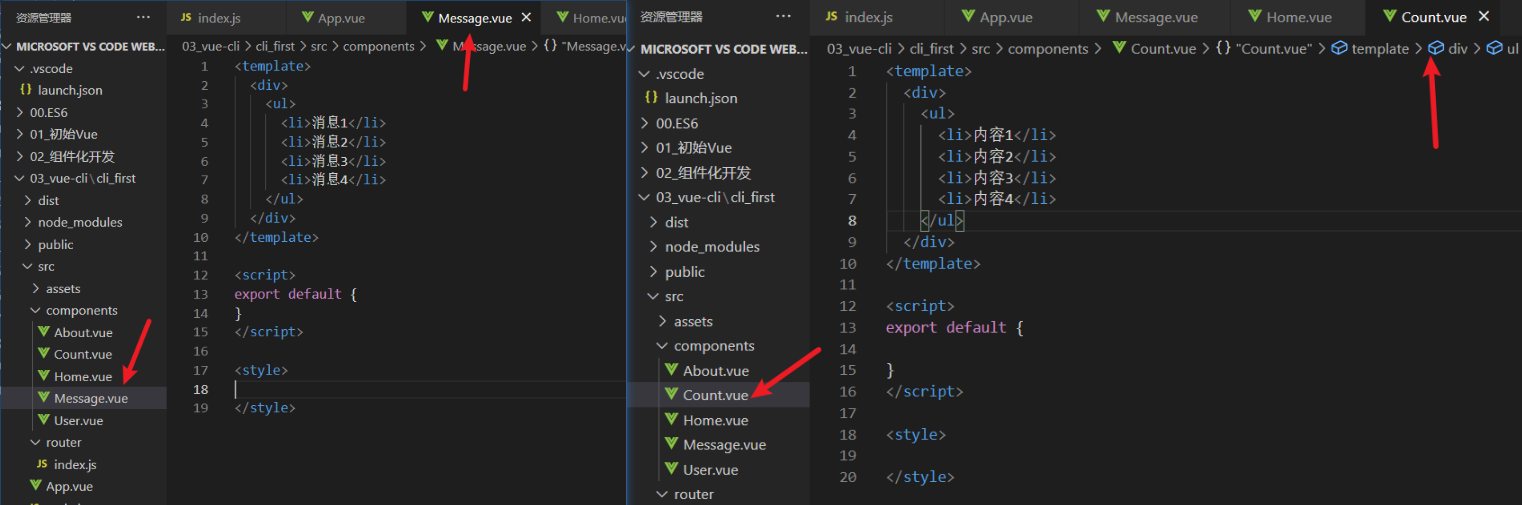 资源管理器 ···
MICROSOFT VS CODE WEB...
.vscode
{} launch.json
00.ES6
01_初始Vue
02_组件化开发
03_vue-cli\cli_first
dist
node_modules
public
src
assets
components
About.vue
Count.vue
Home.vue
Message.vue
User.vue
router
JS index.js
App.vue
JS index.js App.vue Message.vue × Home.vu
03_vue-cli > cli_first > src > components > Message.vue > {} "Message.v
1 <template>
2 <div>
3 <ul>
4 <li>消息1</li>
5 <li>消息2</li>
6 <li>消息3</li>
7 <li>消息4</li>
8 </ul>
9 </div>
10 </template>
11
12 <script>
13 export default {
14 }
15 </script>
16
17 <style>
18
19 </style>
资源管理器 ···
MICROSOFT VS CODE WEB...
.vscode
{} launch.json
00.ES6
01_初始Vue
02_组件化开发
03_vue-cli\cli_first
dist
node_modules
public
src
assets
components
About.vue
Count.vue
Home.vue
Message.vue
User.vue
router
JS index.js App.vue Message.vue Home.vue Count.vue ×
03_vue-cli > cli_first > src > components > Count.vue > {} "Count.vue" > template > div > ul
1 <template>
2 <div>
3 <ul>
4 <li>内容1</li>
5 <li>内容2</li>
6 <li>内容3</li>
7 <li>内容4</li>
8 </ul>
9 </div>
10 </template>
11
12 <script>
13 export default {
14
15 }
16 </script>
17
18 <style>
19
20 </style>